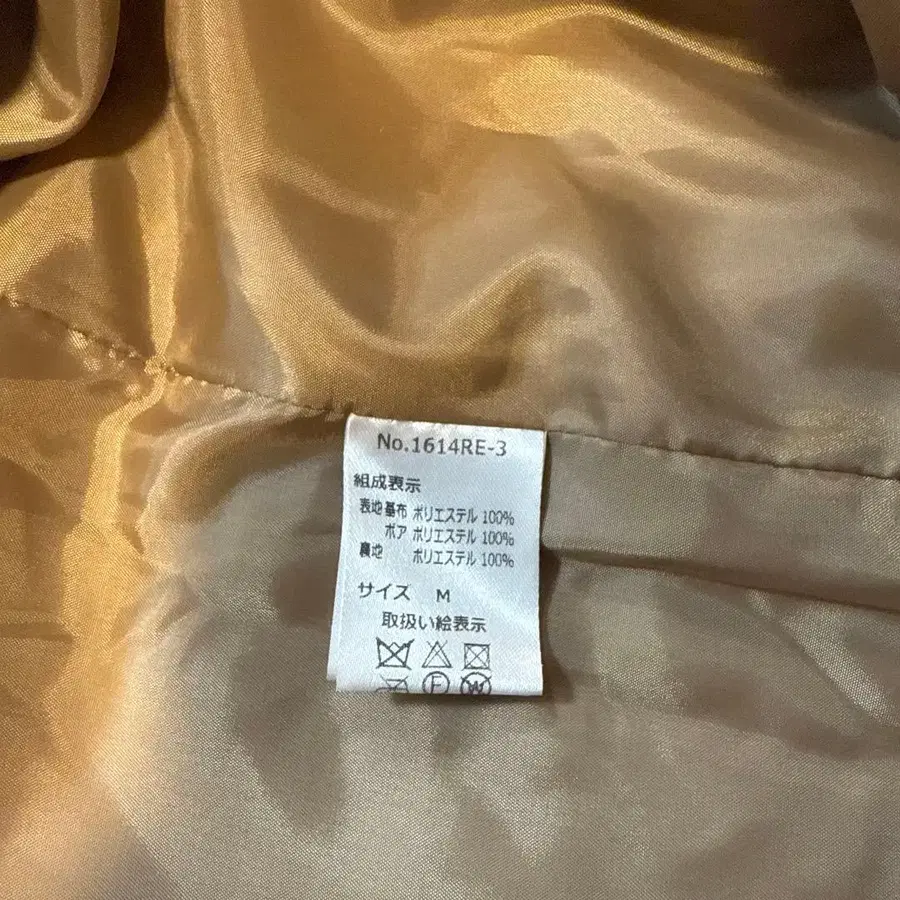 No.1614RE-3
組成表示
表地基布 ポリエステル 100%
ボア ポリエステル 100%
裏地 ポリエステル 100%
サイズ M
取扱い絵表示
F W